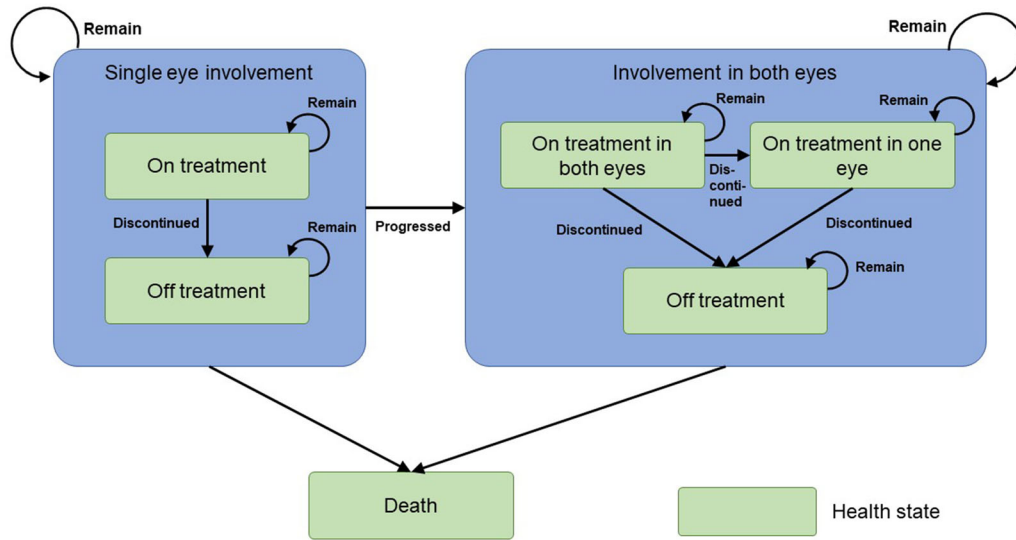 Remain
Remain
Single eye involvement
Involvement in both eyes
Remain
Remain
Remain
On treatment
On treatment in
both eyes
On treatment in one
eye
Dis-
conti-
nued
Discontinued
Progressed
Discontinued
Discontinued
Remain
Off treatment
Remain
Off treatment
Death
Health state